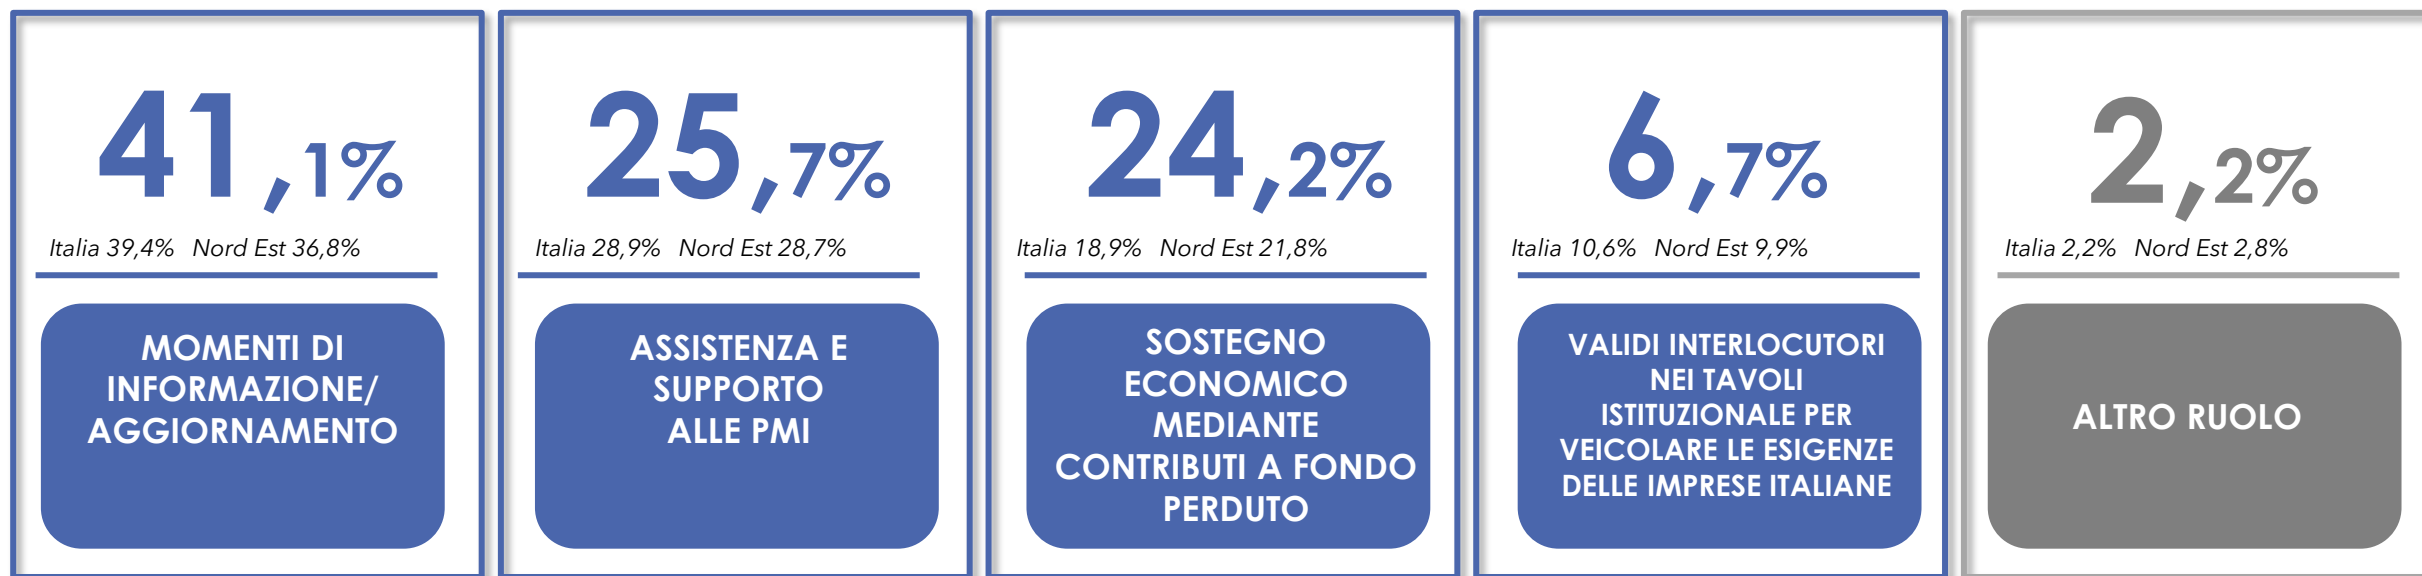 41,1%
Italia 39,4% Nord Est 36,8%
MOMENTI DI
INFORMAZIONE/
AGGIORNAMENTO
25,7%
Italia 28,9% Nord Est 28,7%
ASSISTENZA E
SUPPORTO
ALLE PMI
24,2%
Italia 18,9% Nord Est 21,8%
SOSTEGNO
ECONOMICO
MEDIANTE
CONTRIBUTI A FONDO
PERDUTO
6,7%
Italia 10,6% Nord Est 9,9%
VALIDI INTERLOCUTORI
NEI TAVOLI
ISTITUZIONALE PER
VEICOLARE LE ESIGENZE
DELLE IMPRESE ITALIANE
2,2%
Italia 2,2% Nord Est 2,8%
ALTRO RUOLO